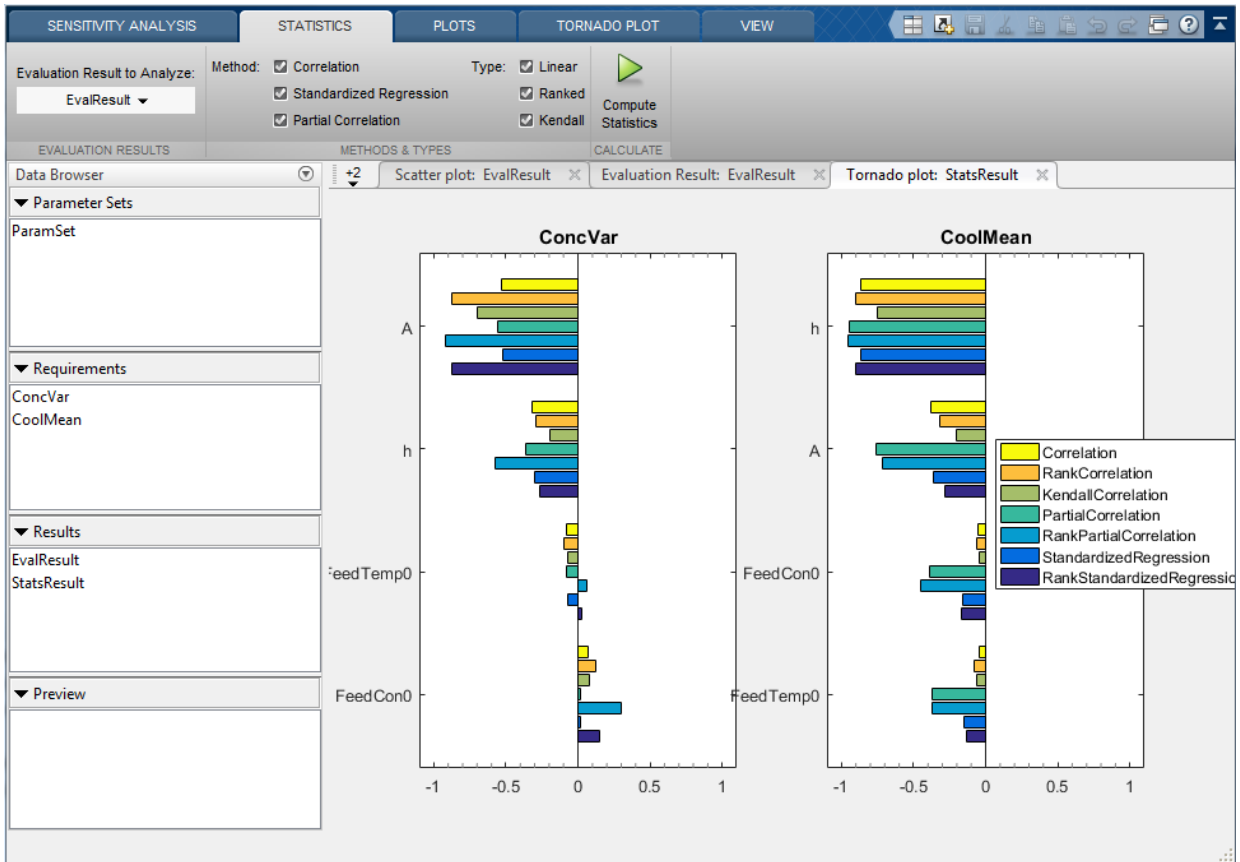 SENSITIVITY ANALYSIS STATISTICS PLOTS TORNADO PLOT VIEW
Evaluation Result to Analyze:
EvalResult
EVALUATION RESULTS
Method: Correlation
Standardized Regression
Partial Correlation
Type: Linear
Ranked
Kendall
METHODS & TYPES
Compute
Statistics
CALCULATE
Data Browser
Parameter Sets
ParamSet
Requirements
ConcVar
CoolMean
Results
EvalResult
StatsResult
Preview
+2 Scatter plot: EvalResult Evaluation Result: EvalResult Tornado plot: StatsResult
ConcVar
A
h
FeedTemp0
FeedCon0
-1 -0.5 0 0.5 1
CoolMean
h
A
FeedCon0
FeedTemp0
-1 -0.5 0 0.5 1
Correlation
RankCorrelation
KendallCorrelation
PartialCorrelation
RankPartialCorrelation
StandardizedRegression
RankStandardizedRegressio